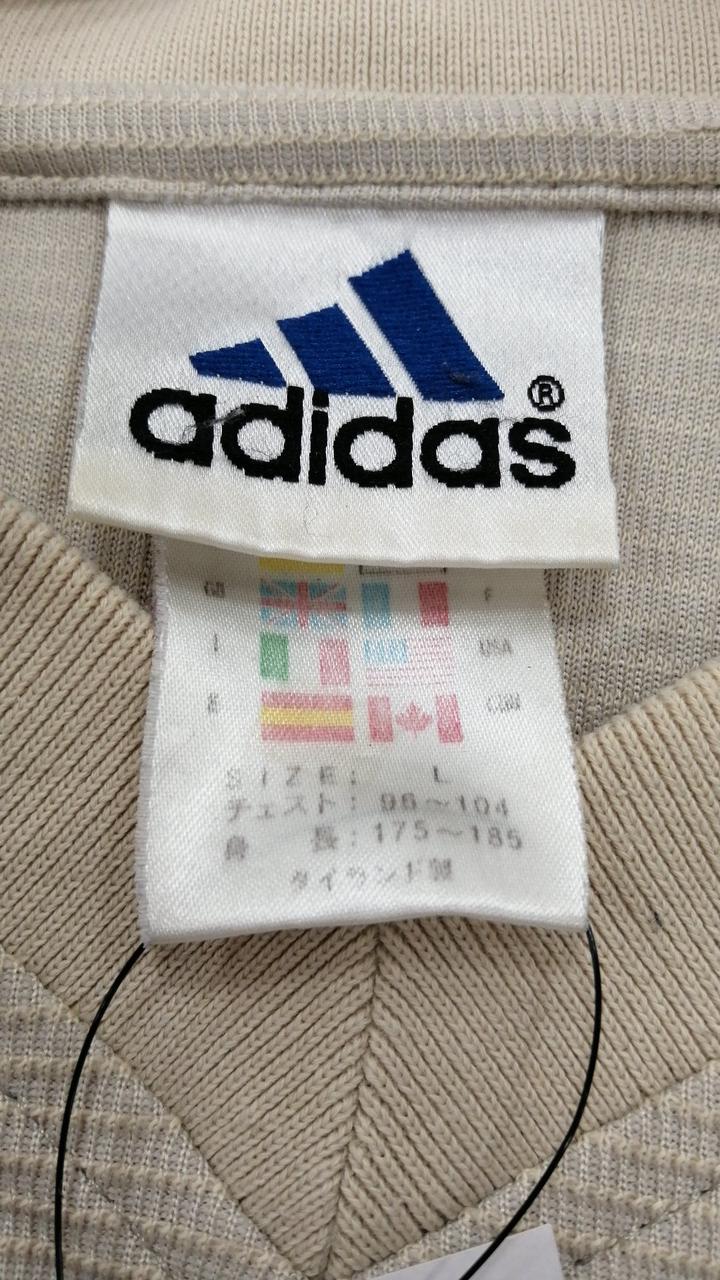 adidas®
GB F
I USA
E CDN
SIZE: L
チェスト: 96～104
身 長: 175～185
タイランド製